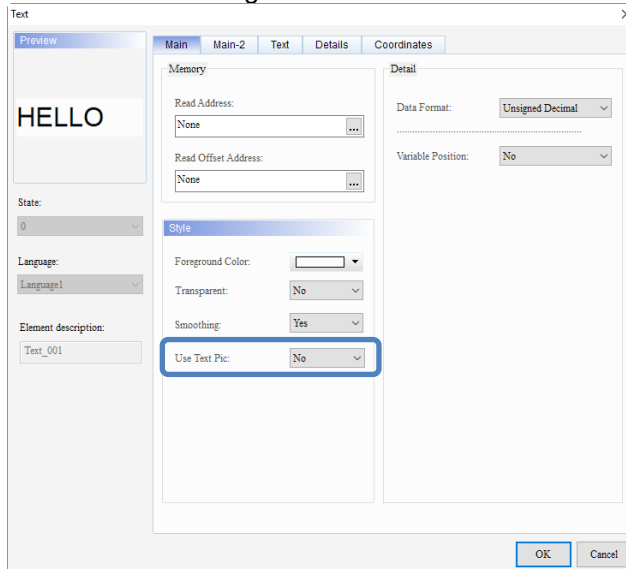 Text
Preview
HELLO
State:
0
Language:
Language1
Element description:
Text_001
Main Main-2 Text Details Coordinates
Memory
Read Address:
None
...
Read Offset Address:
None
...
Style
Foreground Color:
Transparent: No
Smoothing: Yes
Use Text Pic: No
Detail
Data Format: Unsigned Decimal
Variable Position: No
OK Cancel